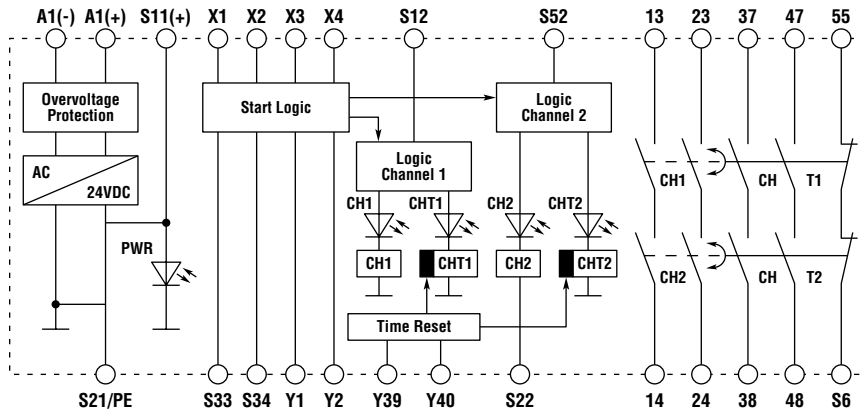 A1(-) A1(+) S11(+) X1 X2 X3 X4 S12 S52 13 23 37 47 55
Overvoltage
Protection
Start Logic
Logic
Channel 2
AC
24VDC
Logic
Channel 1
CH1 CH T1
CH1 CHT1 CH2 CHT2
PWR
CH1 CHT1 CH2 CHT2
CH2 CH T2
Time Reset
S21/PE S33 S34 Y1 Y2 Y39 Y40 S22 14 24 38 48 S6